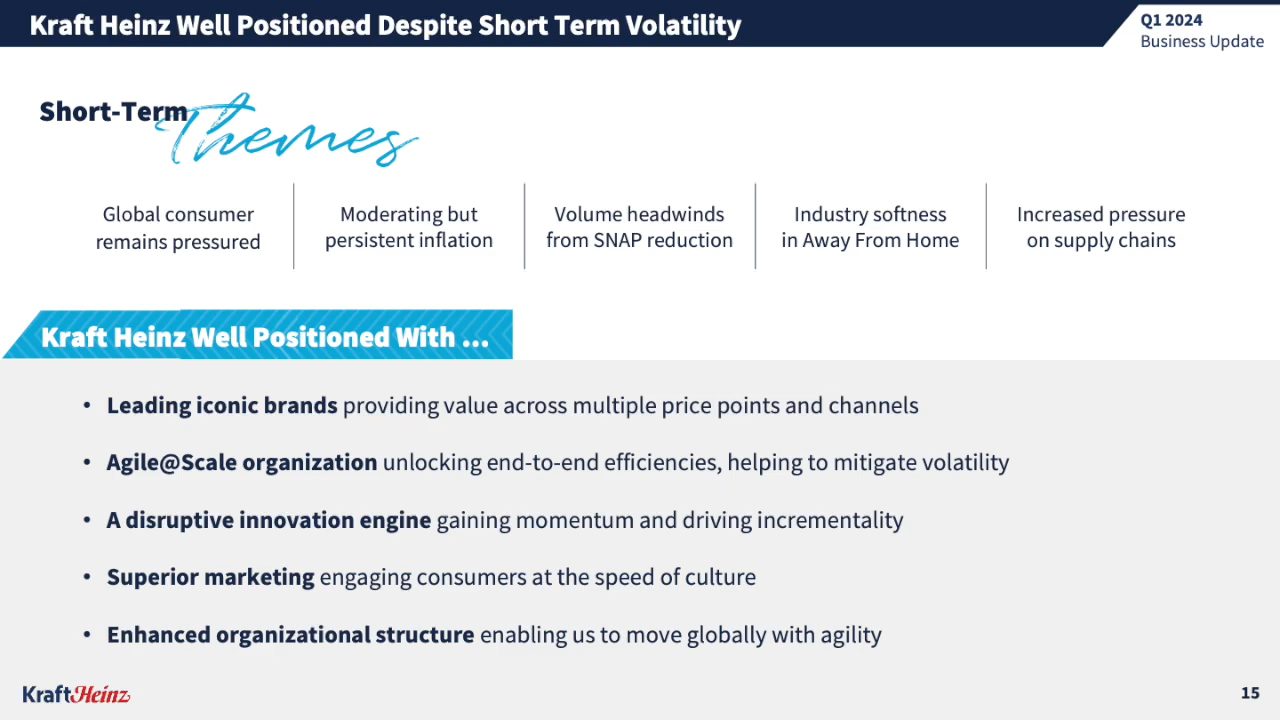 Kraft Heinz Well Positioned Despite Short Term Volatility
Q1 2024
Business Update
Short-Term
Themes
Global consumer
remains pressured
Moderating but
persistent inflation
Volume headwinds
from SNAP reduction
Industry softness
in Away From Home
Increased pressure
on supply chains
Kraft Heinz Well Positioned With ...
• Leading iconic brands providing value across multiple price points and channels
• Agile@Scale organization unlocking end-to-end efficiencies, helping to mitigate volatility
• A disruptive innovation engine gaining momentum and driving incrementality
• Superior marketing engaging consumers at the speed of culture
• Enhanced organizational structure enabling us to move globally with agility
KraftHeinz
15